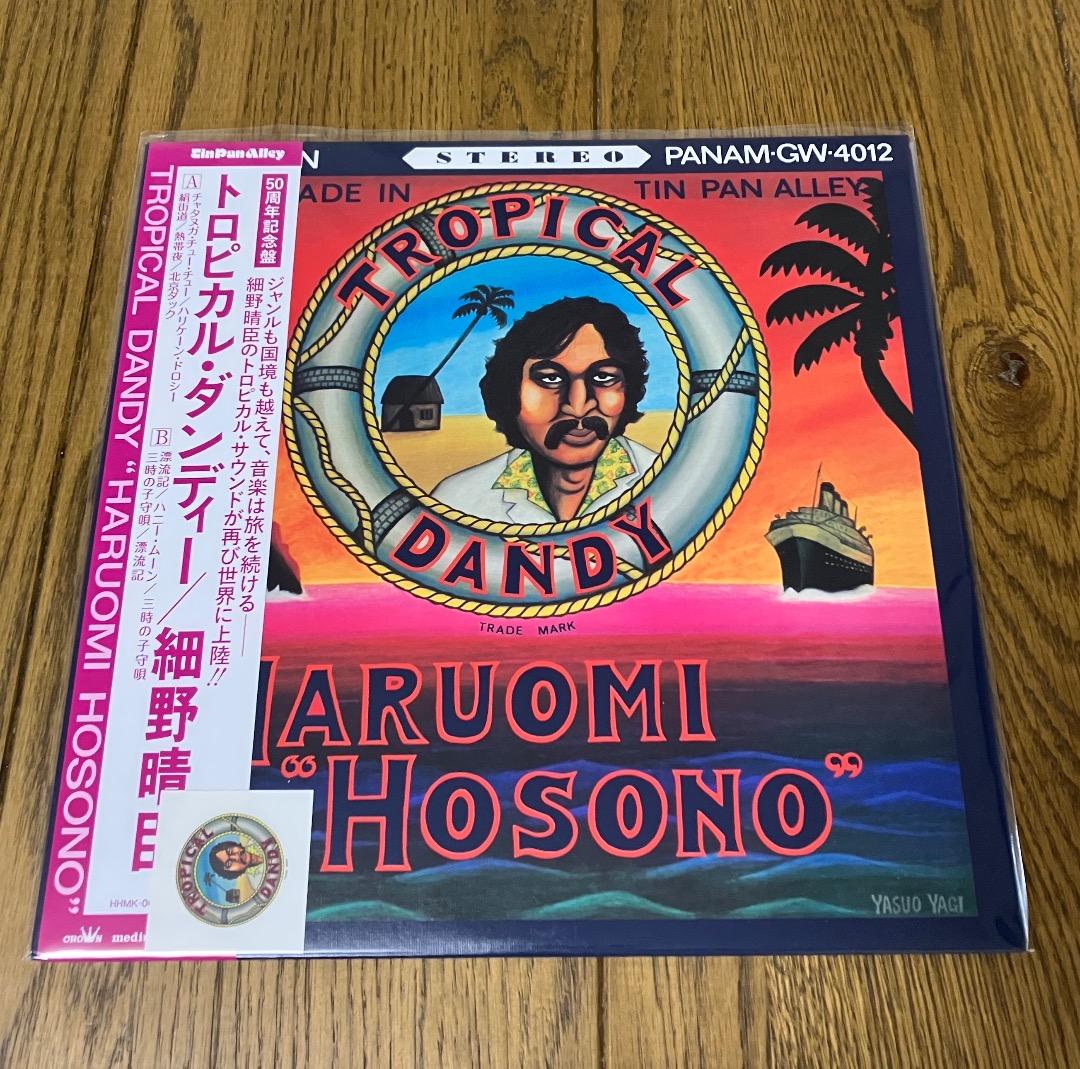 Tin Pan Alley
TROPICAL DANDY "HARUOMI HOSONO"
50周年記念盤
ジャンルも国境も越えて、音楽は旅を続ける——
細野晴臣のトロピカル・サウンドが再び世界に上陸!!
トロピカル・ダンディー/細野晴
A
チャタヌガ・チュー・チュー/ハリケーン・ドロシー
絹街道/熱帯夜/北京ダック
B
漂流記/ハニー・ムーン/三時の子守唄
三時の子守唄/漂流記
HHMK-0
CROWN
STEREO
PANAM·GW·4012
ADE IN
TIN PAN ALLEY
TROPICAL
DANDY
TRADE MARK
HARUOMI
"HOSONO"
YASUO YAGI
TROPICAL
DANDY